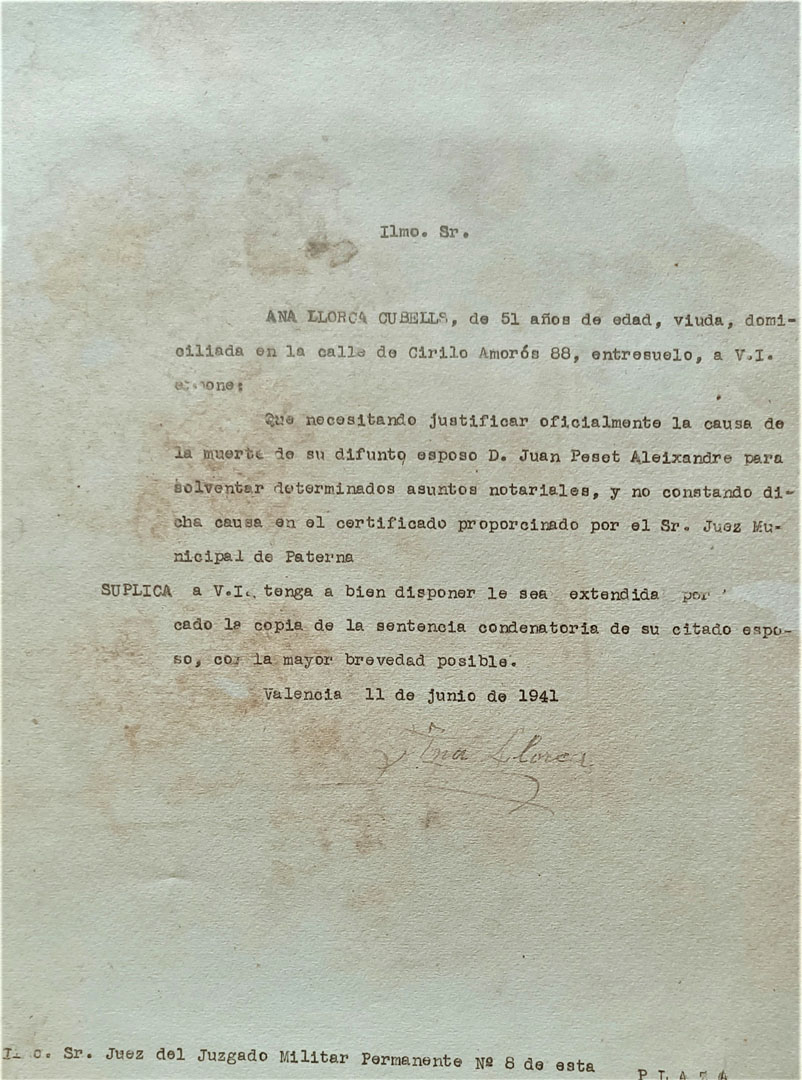 Ilmo. Sr.
ANA LLORCA CUBELLS, de 51 años de edad, viuda, domi-
ciliada en la calle de Cirilo Amorós 88, entresuelo, a V.I.
expone:
Que necesitando justificar oficialmente la causa de
la muerte de su difunto esposo D. Juan Peset Aleixandre para
solventar determinados asuntos notariales, y no constando di-
cha causa en el certificado proporcinado por el Sr. Juez Mu-
nicipal de Paterna
SUPLICA a V.I. tenga a bien disponer le sea extendida por
cado la copia de la sentencia condenatoria de su citado espo-
so, con la mayor brevedad posible.
Valencia 11 de junio de 1941
Ana Llorca
Ilmo. Sr. Juez del Juzgado Militar Permanente Nº 8 de esta PLAZA